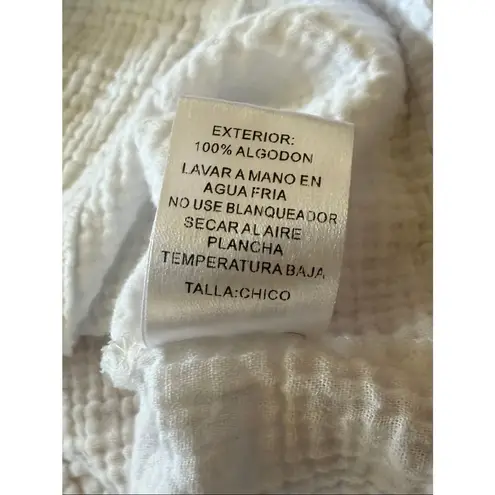 EXTERIOR:
100% ALGODON
LAVAR A MANO EN
AGUA FRIA
NO USE BLANQUEADOR
SECAR AL AIRE
PLANCHA
TEMPERATURA BAJA
TALLA:CHICO